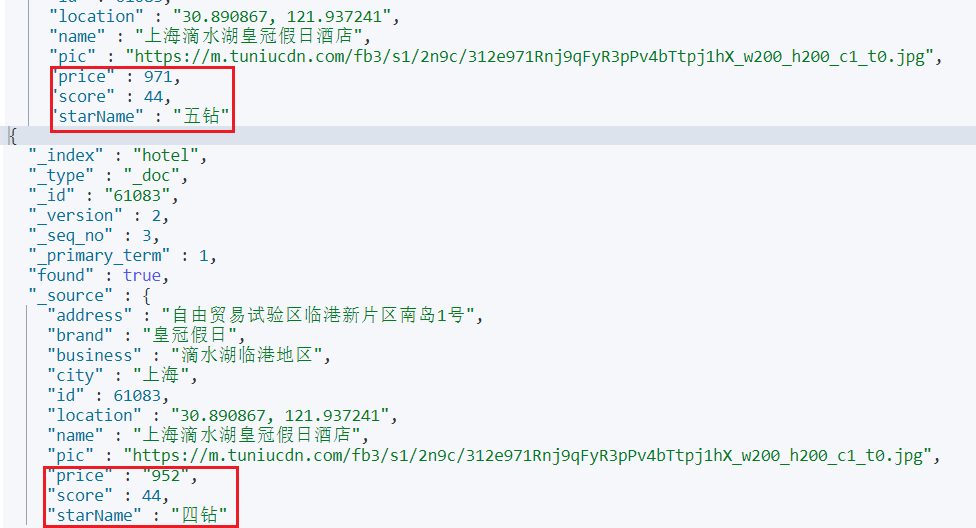 "location" : "30.890867, 121.937241",
"name" : "上海滴水湖皇冠假日酒店",
"pic" : "https://m.tuniucdn.com/fb3/s1/2n9c/312e971Rnj9qFyR3pPv4bTtpj1hX_w200_h200_c1_t0.jpg",
"price" : 971,
"score" : 44,
"starName" : "五钻"
{
"_index" : "hotel",
"_type" : "_doc",
"_id" : "61083",
"_version" : 2,
"_seq_no" : 3,
"_primary_term" : 1,
"found" : true,
"_source" : {
"address" : "自由贸易试验区临港新片区南岛1号",
"brand" : "皇冠假日",
"business" : "滴水湖临港地区",
"city" : "上海",
"id" : 61083,
"location" : "30.890867, 121.937241",
"name" : "上海滴水湖皇冠假日酒店",
"pic" : "https://m.tuniucdn.com/fb3/s1/2n9c/312e971Rnj9qFyR3pPv4bTtpj1hX_w200_h200_c1_t0.jpg",
"price" : "952",
"score" : 44,
"starName" : "四钻"